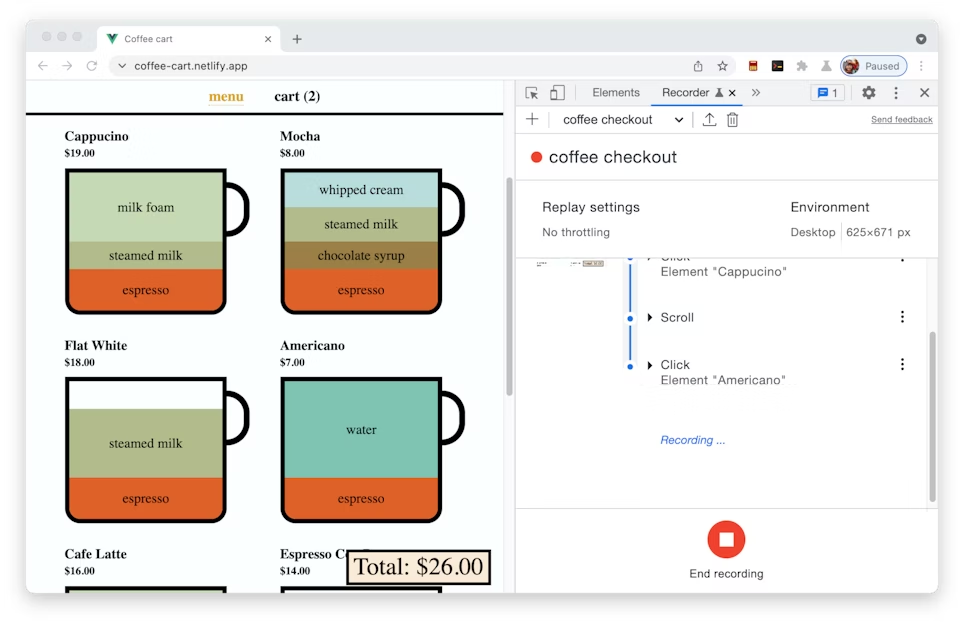 Coffee cart
coffee-cart.netlify.app
Paused
menu cart (2)
Cappucino
$19.00
milk foam
steamed milk
espresso
Mocha
$8.00
whipped cream
steamed milk
chocolate syrup
espresso
Flat White
$18.00
steamed milk
espresso
Americano
$7.00
water
espresso
Cafe Latte
$16.00
Espresso C
$14.00
Total: $26.00
Elements Recorder 1
coffee checkout Send feedback
coffee checkout
Replay settings
No throttling
Environment
Desktop 625×671 px
Click
Element "Cappucino"
Scroll
Click
Element "Americano"
Recording ...
End recording